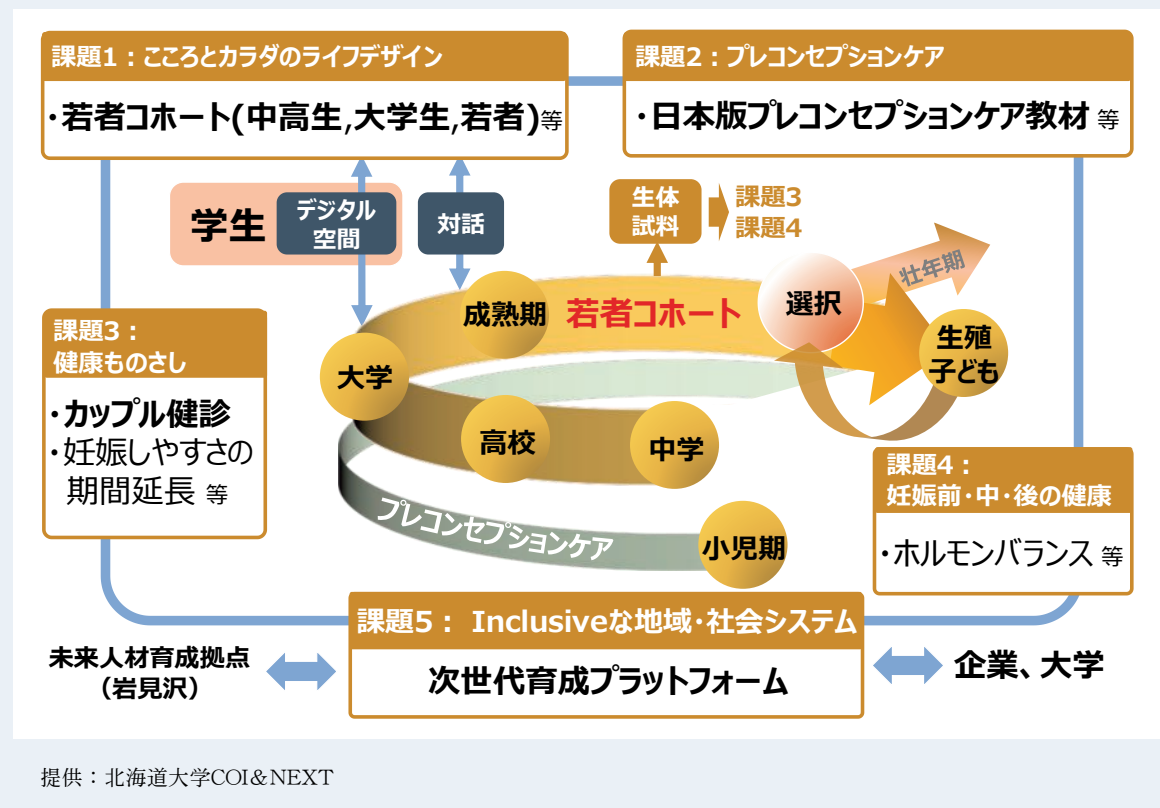 課題1：こころとカラダのライフデザイン
・若者コホート(中高生,大学生,若者)等
課題2：プレコンセプションケア
・日本版プレコンセプションケア教材 等
学生
デジタル
空間
対話
生体
試料
課題3
課題4
壮年期
成熟期
若者コホート
選択
生殖
子ども
大学
高校
中学
プレコンセプションケア
小児期
課題3：
健康ものさし
・カップル健診
・妊娠しやすさの
期間延長 等
課題4：
妊娠前・中・後の健康
・ホルモンバランス 等
課題5： Inclusiveな地域・社会システム
次世代育成プラットフォーム
未来人材育成拠点
（岩見沢）
企業、大学
提供：北海道大学COI＆NEXT